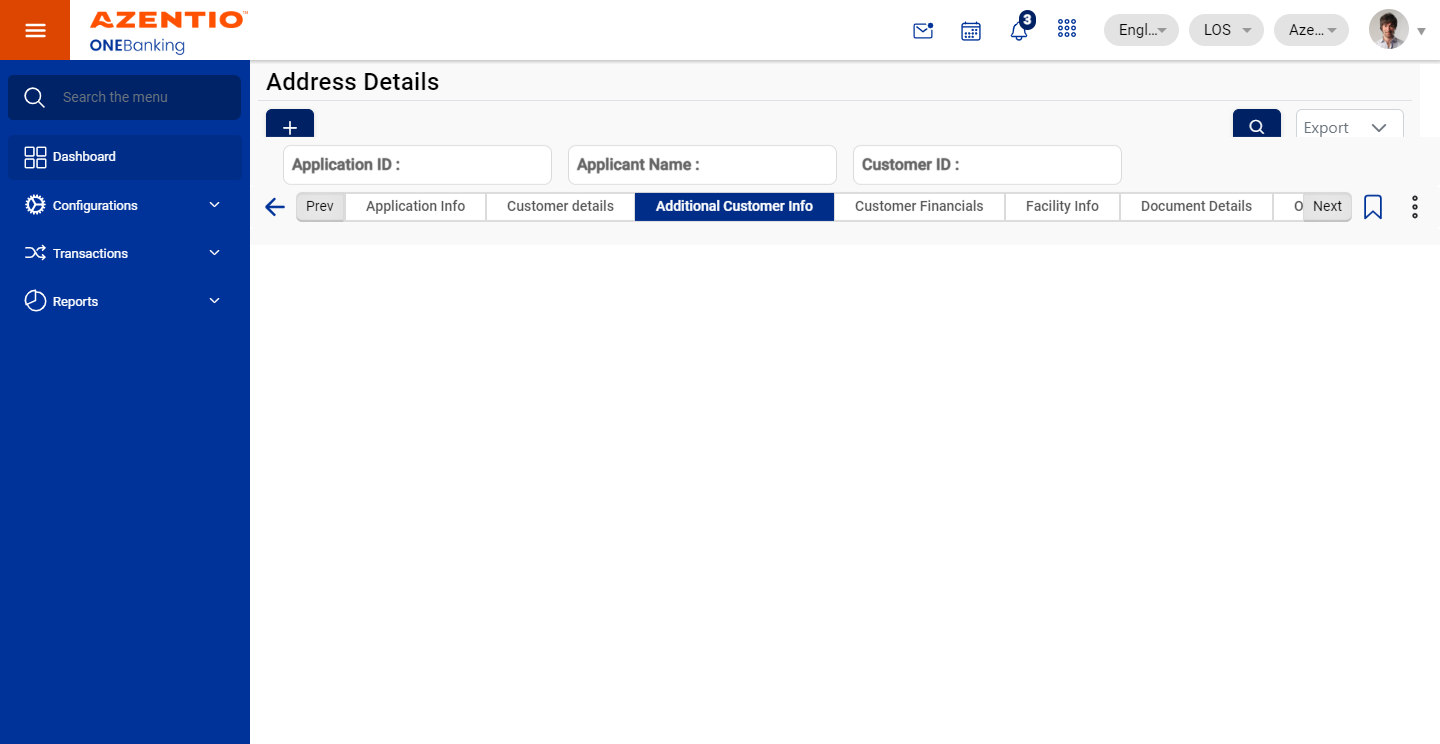 AZENTIO™
ONEBanking
3
Engl...
LOS
Aze...
Search the menu
Dashboard
Configurations
Transactions
Reports
Address Details
Export
Application ID :
Applicant Name :
Customer ID :
Prev
Application Info
Customer details
Additional Customer Info
Customer Financials
Facility Info
Document Details
O
Next